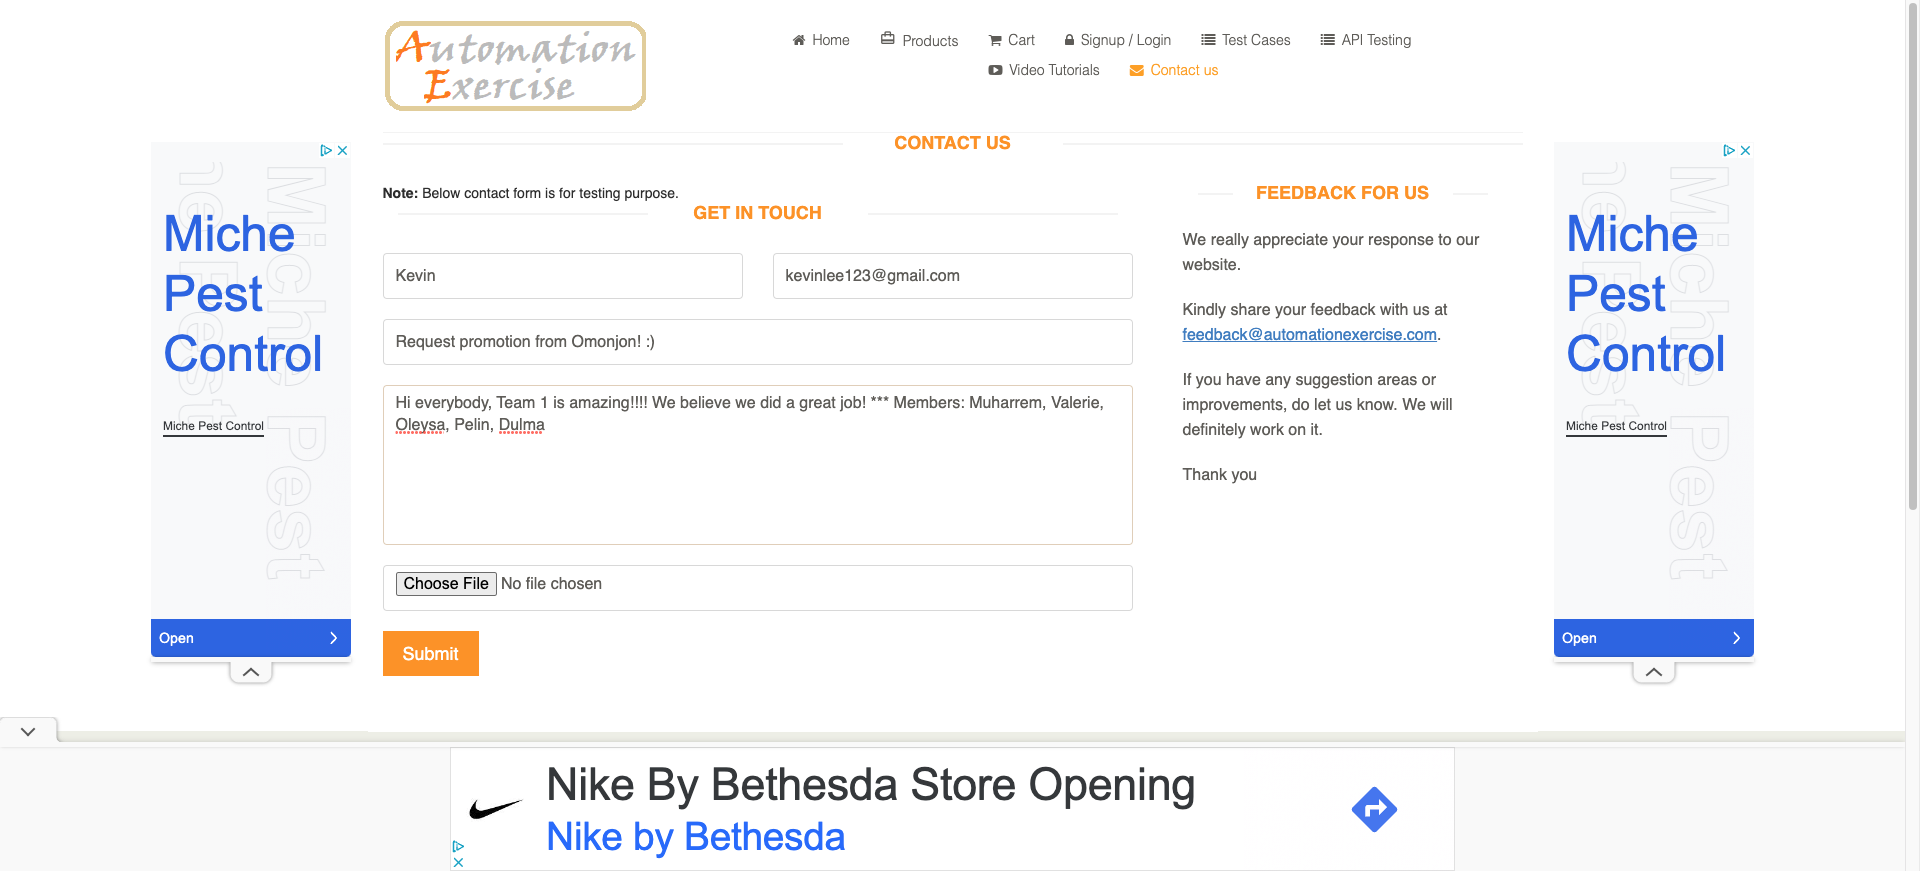 Automation
Exercise
Home
Products
Cart
Signup / Login
Test Cases
API Testing
Video Tutorials
Contact us
CONTACT US
Note: Below contact form is for testing purpose.
GET IN TOUCH
Kevin
kevinlee123@gmail.com
Request promotion from Omonjon! :)
Hi everybody, Team 1 is amazing!!!! We believe we did a great job! *** Members: Muharrem, Valerie,
Oleysa, Pelin, Dulma
Choose File No file chosen
Submit
FEEDBACK FOR US
We really appreciate your response to our
website.
Kindly share your feedback with us at
feedback@automationexercise.com.
If you have any suggestion areas or
improvements, do let us know. We will
definitely work on it.
Thank you
Miche
Pest
Control
Miche Pest Control
Miche Pest
Open
Miche
Pest
Control
Miche Pest Control
Miche Pest
Open
Nike By Bethesda Store Opening
Nike by Bethesda